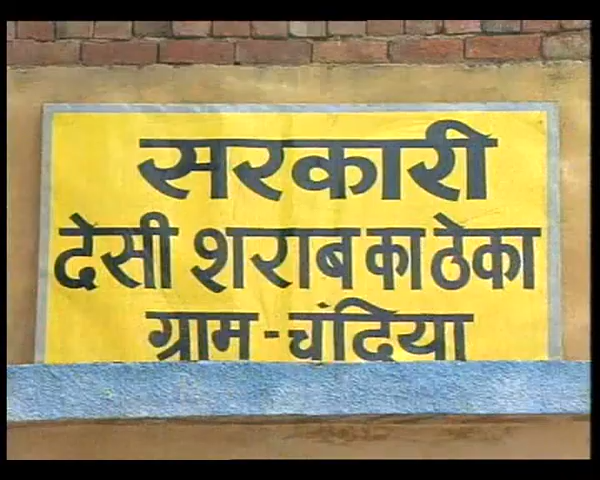 सरकारी
देसी शराब का ठेका
ग्राम - चंदिया